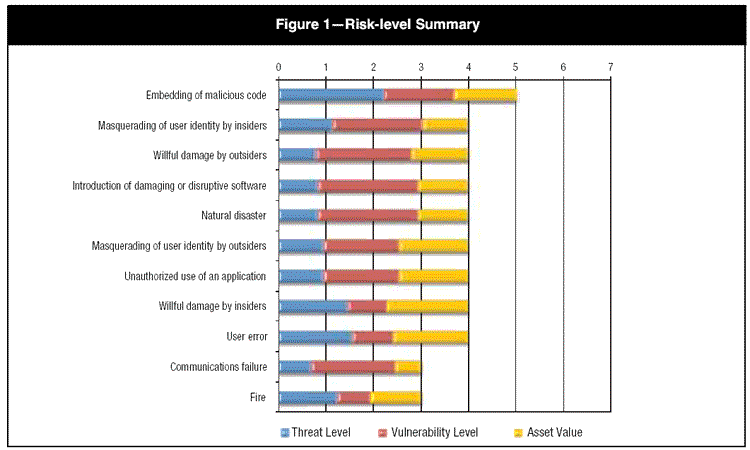 Figure 1—Risk-level Summary
0 1 2 3 4 5 6 7
Embedding of malicious code
Masquerading of user identity by insiders
Willful damage by outsiders
Introduction of damaging or disruptive software
Natural disaster
Masquerading of user identity by outsiders
Unauthorized use of an application
Willful damage by insiders
User error
Communications failure
Fire
Threat Level Vulnerability Level Asset Value